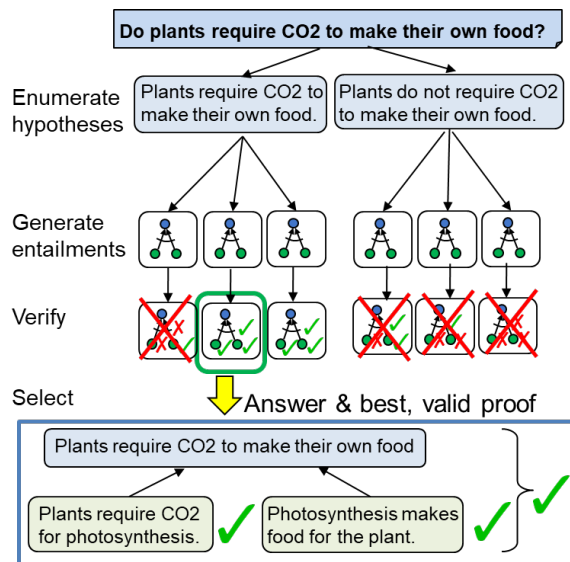 Do plants require CO2 to make their own food?
Enumerate
hypotheses
Plants require CO2 to
make their own food.
Plants do not require CO2
to make their own food.
Generate
entailments
Verify
Select
Answer & best, valid proof
Plants require CO2 to make their own food
Plants require CO2
for photosynthesis.
Photosynthesis makes
food for the plant.